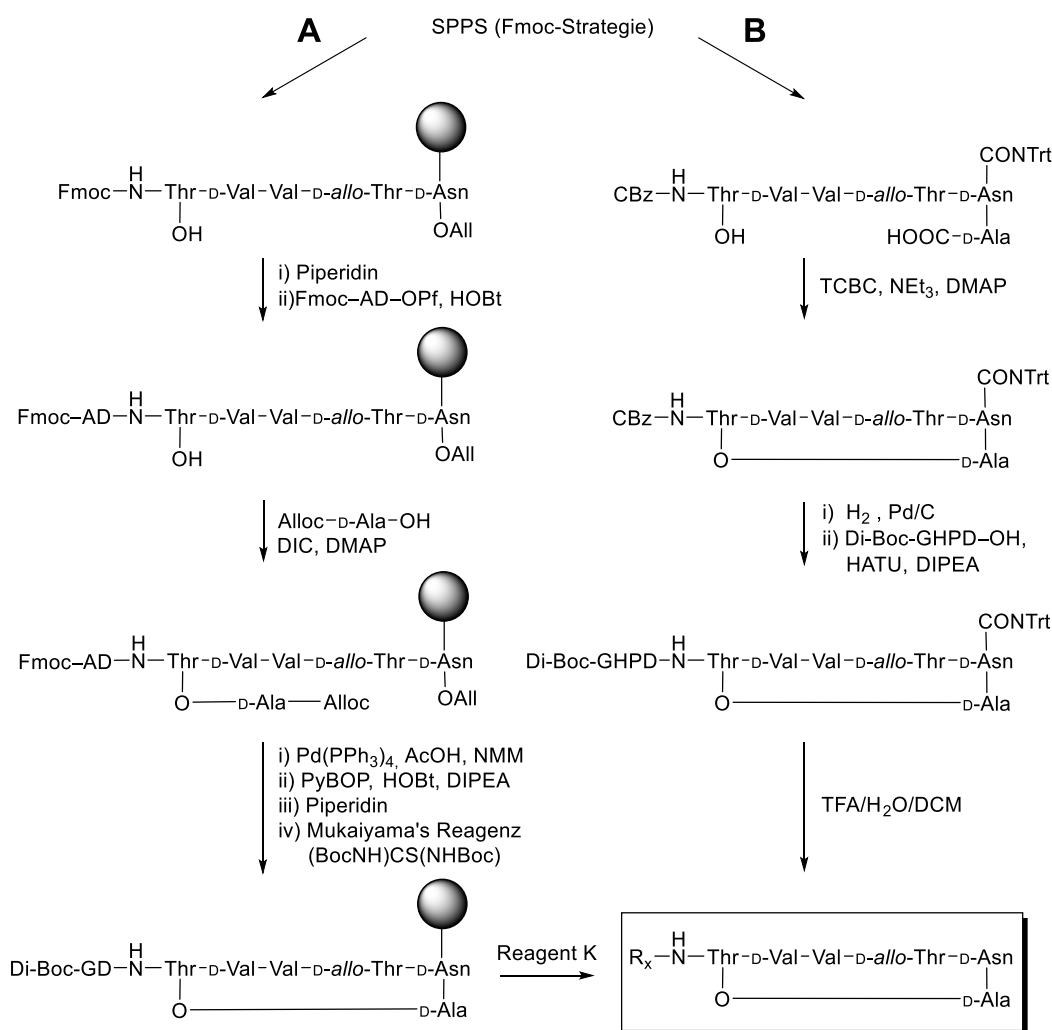 A SPPS (Fmoc-Strategie) B
Fmoc–N–Thr–D–Val–Val–D–allo–Thr–D–Asn
H
OH
OAll
i) Piperidin
ii)Fmoc–AD–OPf, HOBt
Fmoc–AD–N–Thr–D–Val–Val–D–allo–Thr–D–Asn
H
OH
OAll
Alloc–D–Ala–OH
DIC, DMAP
Fmoc–AD–N–Thr–D–Val–Val–D–allo–Thr–D–Asn
H
O–D–Ala–Alloc
OAll
i) Pd(PPh3)4, AcOH, NMM
ii) PyBOP, HOBt, DIPEA
iii) Piperidin
iv) Mukaiyama's Reagenz
(BocNH)CS(NHBoc)
Di-Boc-GD–N–Thr–D–Val–Val–D–allo–Thr–D–Asn
H
O–D–Ala
Reagent K
CONTrt
CBz–N–Thr–D–Val–Val–D–allo–Thr–D–Asn
H
OH
HOOC–D–Ala
TCBC, NEt3, DMAP
CONTrt
CBz–N–Thr–D–Val–Val–D–allo–Thr–D–Asn
H
O–D–Ala
i) H2 , Pd/C
ii) Di-Boc-GHPD–OH,
HATU, DIPEA
CONTrt
Di-Boc-GHPD–N–Thr–D–Val–Val–D–allo–Thr–D–Asn
H
O–D–Ala
TFA/H2O/DCM
Rx–N–Thr–D–Val–Val–D–allo–Thr–D–Asn
H
O–D–Ala